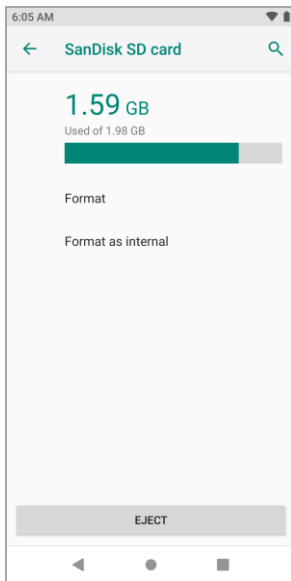 6:05 AM
SanDisk SD card
1.59 GB
Used of 1.98 GB
Format
Format as internal
EJECT